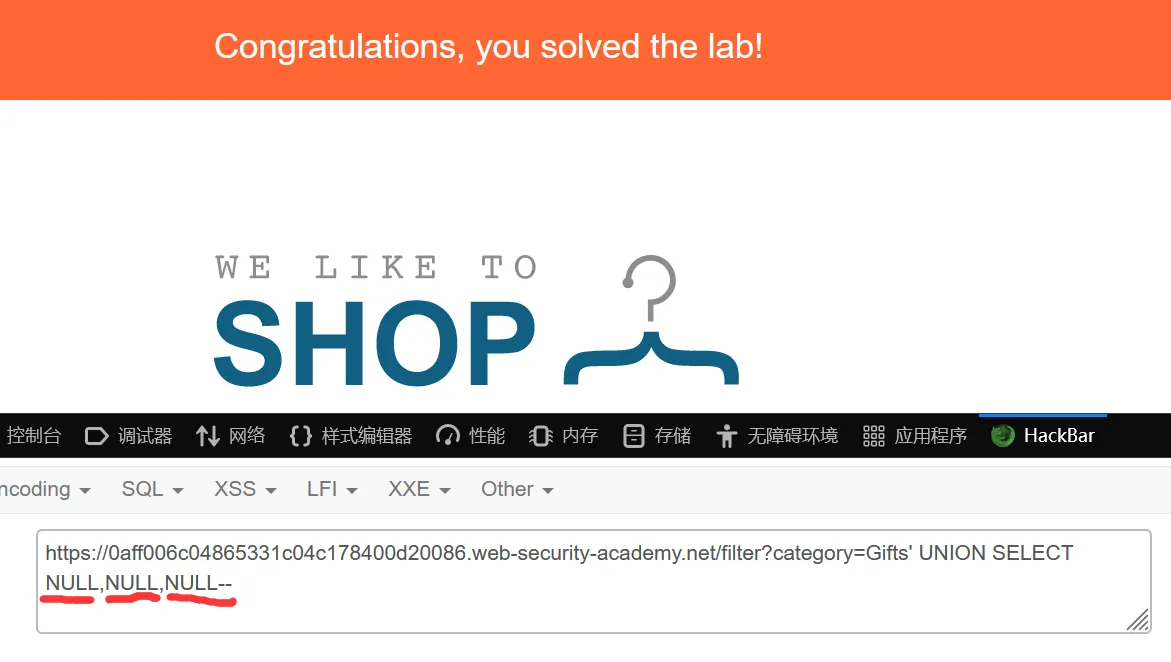 Congratulations, you solved the lab!
WE LIKE TO
SHOP
控制台 调试器 网络 样式编辑器 性能 内存 存储 无障碍环境 应用程序 HackBar
ncoding SQL XSS LFI XXE Other
https://0aff006c04865331c04c178400d20086.web-security-academy.net/filter?category=Gifts' UNION SELECT
NULL,NULL,NULL--